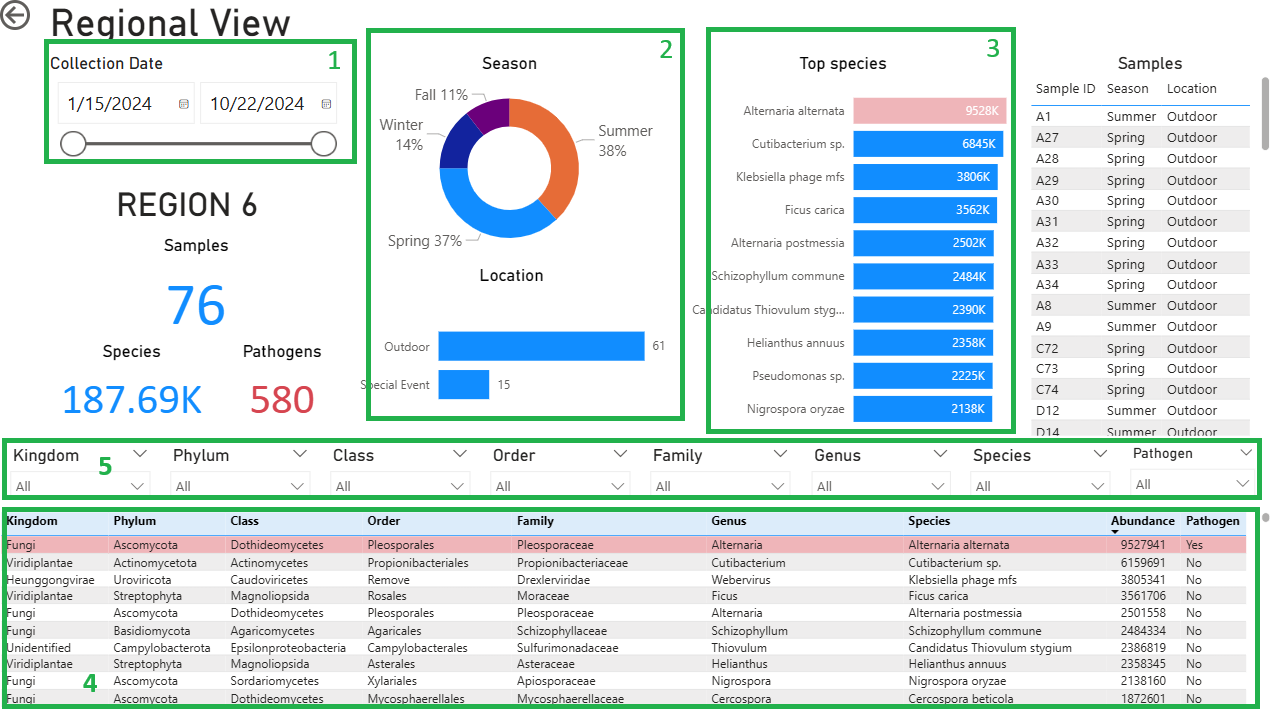 Regional View
Collection Date
1
1/15/2024
10/22/2024
REGION 6
Samples
76
Species
Pathogens
187.69K
580
2
Season
Fall 11%
Winter
14%
Summer
38%
Spring 37%
Location
Outdoor
61
Special Event
15
3
Top species
Alternaria alternata 9528K
Cutibacterium sp. 6845K
Klebsiella phage mfs 3806K
Ficus carica 3562K
Alternaria postmessia 2502K
Schizophyllum commune 2484K
Candidatus Thiovulum styg... 2390K
Helianthus annuus 2358K
Pseudomonas sp. 2225K
Nigrospora oryzae 2138K
Samples
Sample ID Season Location
A1 Summer Outdoor
A27 Spring Outdoor
A28 Spring Outdoor
A29 Spring Outdoor
A30 Spring Outdoor
A31 Spring Outdoor
A32 Spring Outdoor
A33 Spring Outdoor
A34 Spring Outdoor
A8 Summer Outdoor
A9 Summer Outdoor
C72 Spring Outdoor
C73 Spring Outdoor
C74 Spring Outdoor
D12 Summer Outdoor
D14 Summer Outdoor
Kingdom 5 Phylum Class Order Family Genus Species Pathogen
All All All All All All All All
Kingdom Phylum Class Order Family Genus Species Abundance Pathogen
Fungi Ascomycota Dothideomycetes Pleosporales Pleosporaceae Alternaria Alternaria alternata 9527941 Yes
Viridiplantae Actinomycetota Actinomycetes Propionibacteriales Propionibacteriaceae Cutibacterium Cutibacterium sp. 6159691 No
Heunggongvirae Uroviricota Caudoviricetes Remove Drexlerviridae Webervirus Klebsiella phage mfs 3805341 No
Viridiplantae Streptophyta Magnoliopsida Rosales Moraceae Ficus Ficus carica 3561706 No
Fungi Ascomycota Dothideomycetes Pleosporales Pleosporaceae Alternaria Alternaria postmessia 2501558 No
Fungi Basidiomycota Agaricomycetes Agaricales Schizophyllaceae Schizophyllum Schizophyllum commune 2484334 No
Unidentified Campylobacterota Epsilonproteobacteria Campylobacterales Sulfurimonadaceae Thiovulum Candidatus Thiovulum stygium 2386819 No
Viridiplantae Streptophyta Magnoliopsida Asterales Asteraceae Helianthus Helianthus annuus 2358345 No
Fungi 4 Ascomycota Sordariomycetes Xylariales Apiosporaceae Nigrospora Nigrospora oryzae 2138160 No
Fungi Ascomycota Dothideomycetes Mycosphaerellales Mycosphaerellaceae Cercospora Cercospora beticola 1872601 No